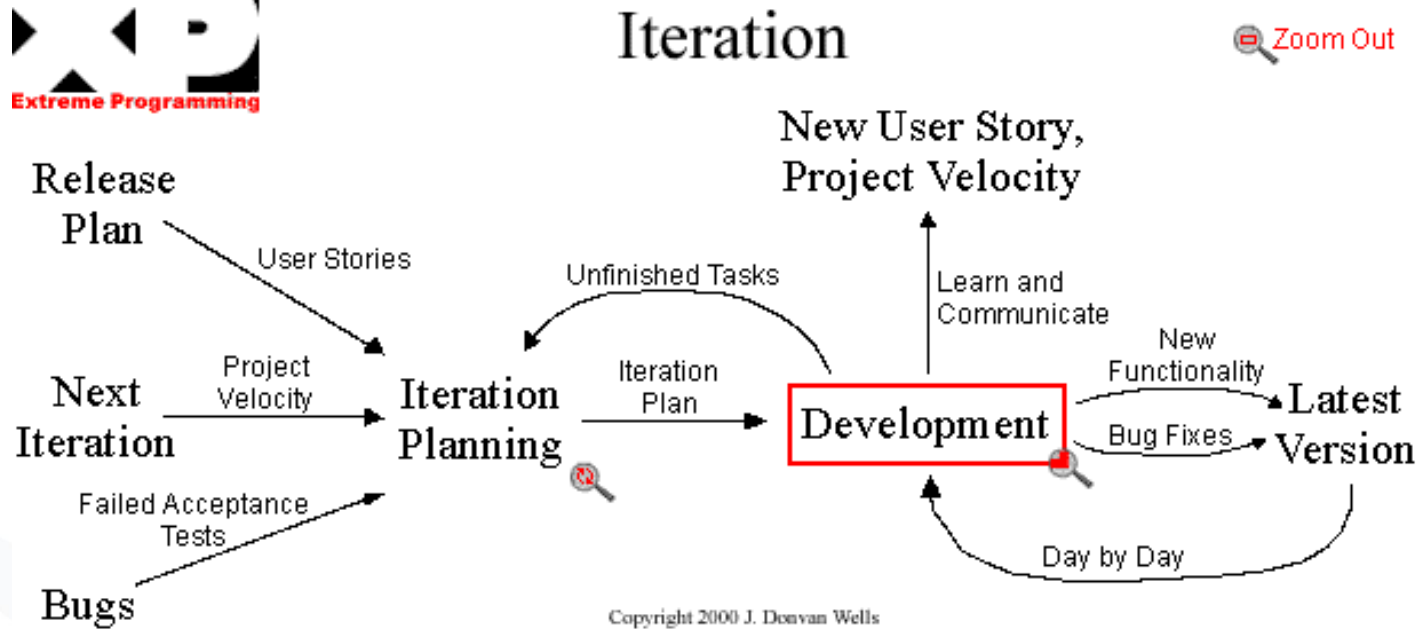 XP
Extreme Programming
Iteration
Zoom Out
New User Story,
Project Velocity
Release
Plan
User Stories
Unfinished Tasks
Learn and
Communicate
New
Functionality
Project
Velocity
Iteration
Plan
Next
Iteration
Iteration
Planning
Development
Bug Fixes
Latest
Version
Failed Acceptance
Tests
Day by Day
Bugs
Copyright 2000 J. Donvan Wells